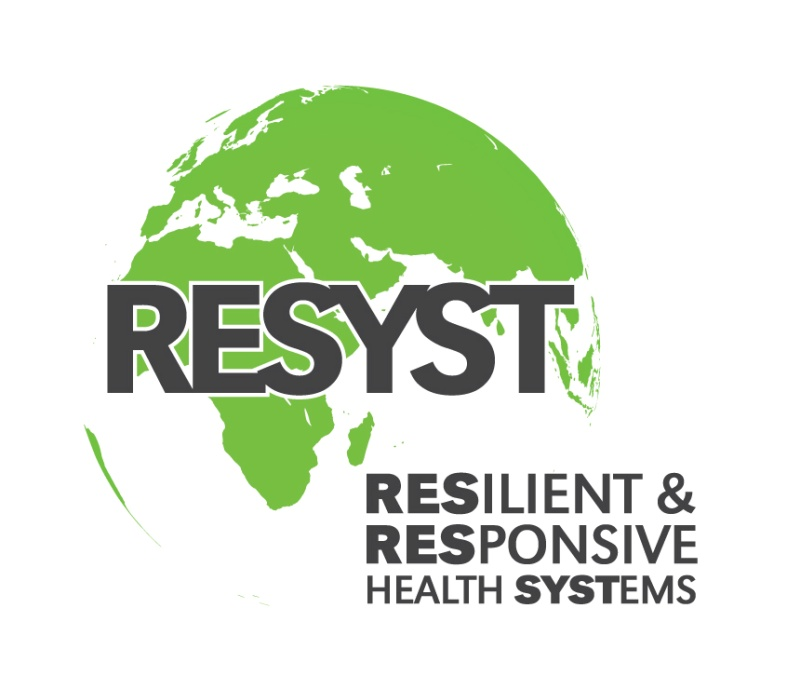 RESYST
RESILIENT &
RESPONSIVE
HEALTH SYSTEMS